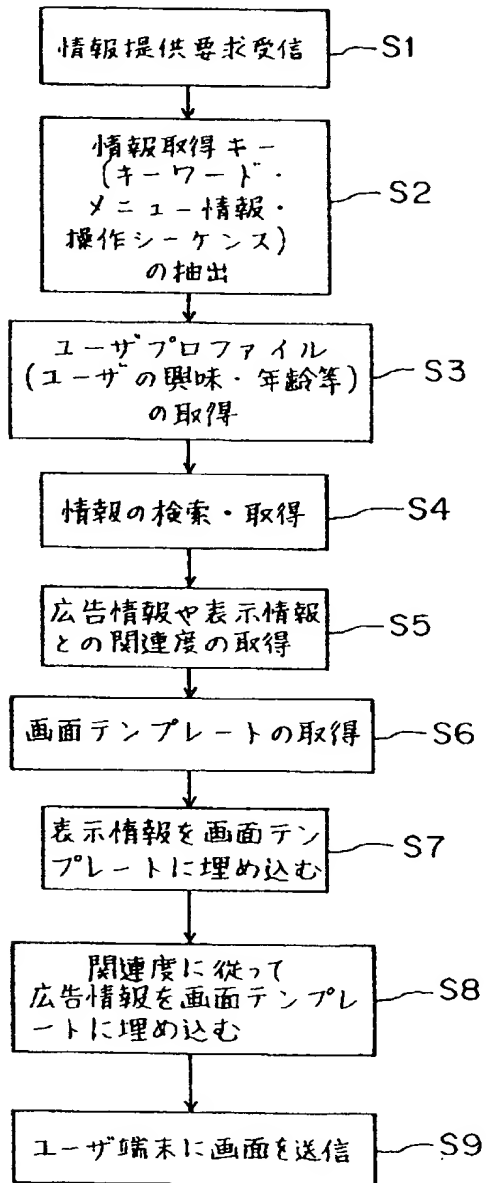 情報提供要求受信
S1
情報取得キー
(キーワード・
メニュー情報・
操作シーケンス)
の抽出
S2
ユーザプロファイル
(ユーザの興味・年齢等)
の取得
S3
情報の検索・取得
S4
広告情報や表示情報
との関連度の取得
S5
画面テンプレートの取得
S6
表示情報を画面テン
プレートに埋め込む
S7
関連度に従って
広告情報を画面テンプレ
ートに埋め込む
S8
ユーザ端末に画面を送信
S9